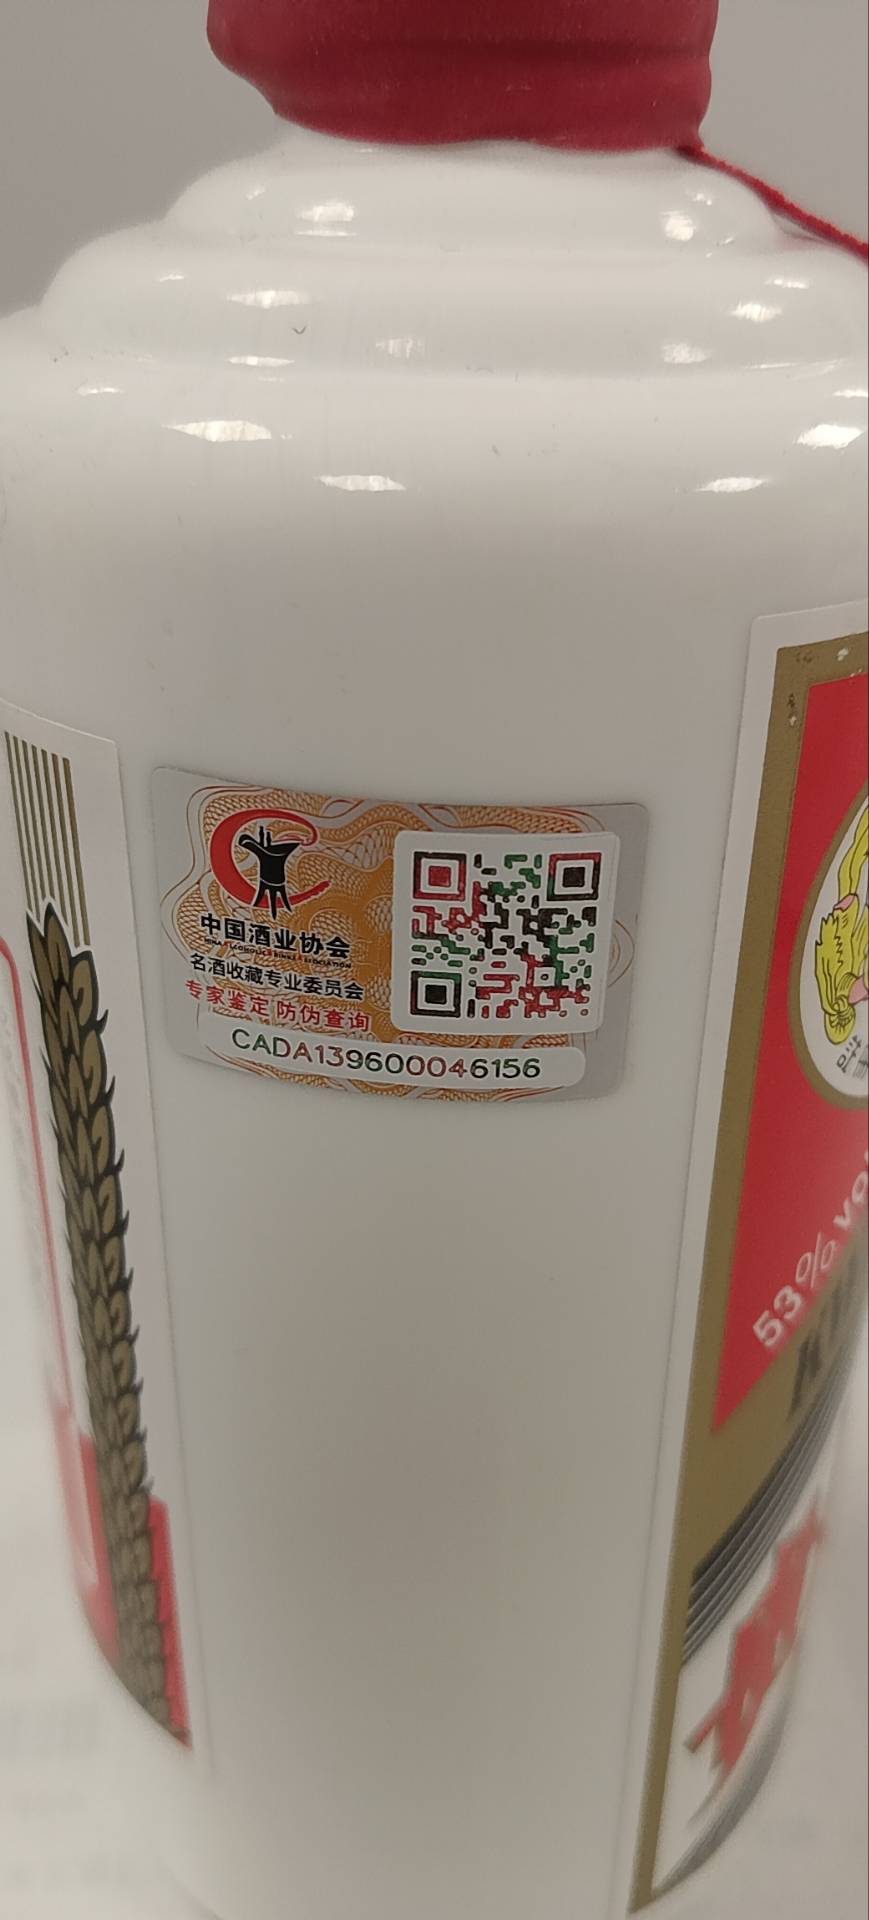 中国酒业协会
名酒收藏专业委员会
专家鉴定 防伪查询
CADA139600046156
53% vol